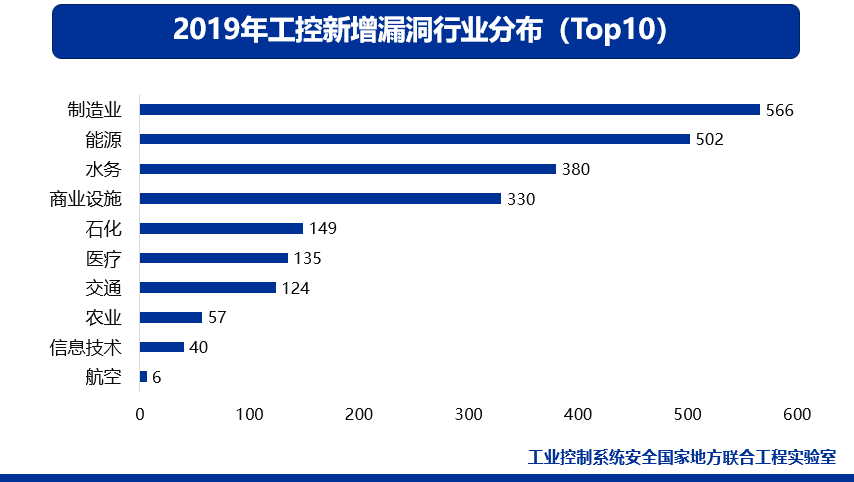 2019年工控新增漏洞行业分布（Top10）
制造业 566
能源 502
水务 380
商业设施 330
石化 149
医疗 135
交通 124
农业 57
信息技术 40
航空 6
0 100 200 300 400 500 600
工业控制系统安全国家地方联合工程实验室